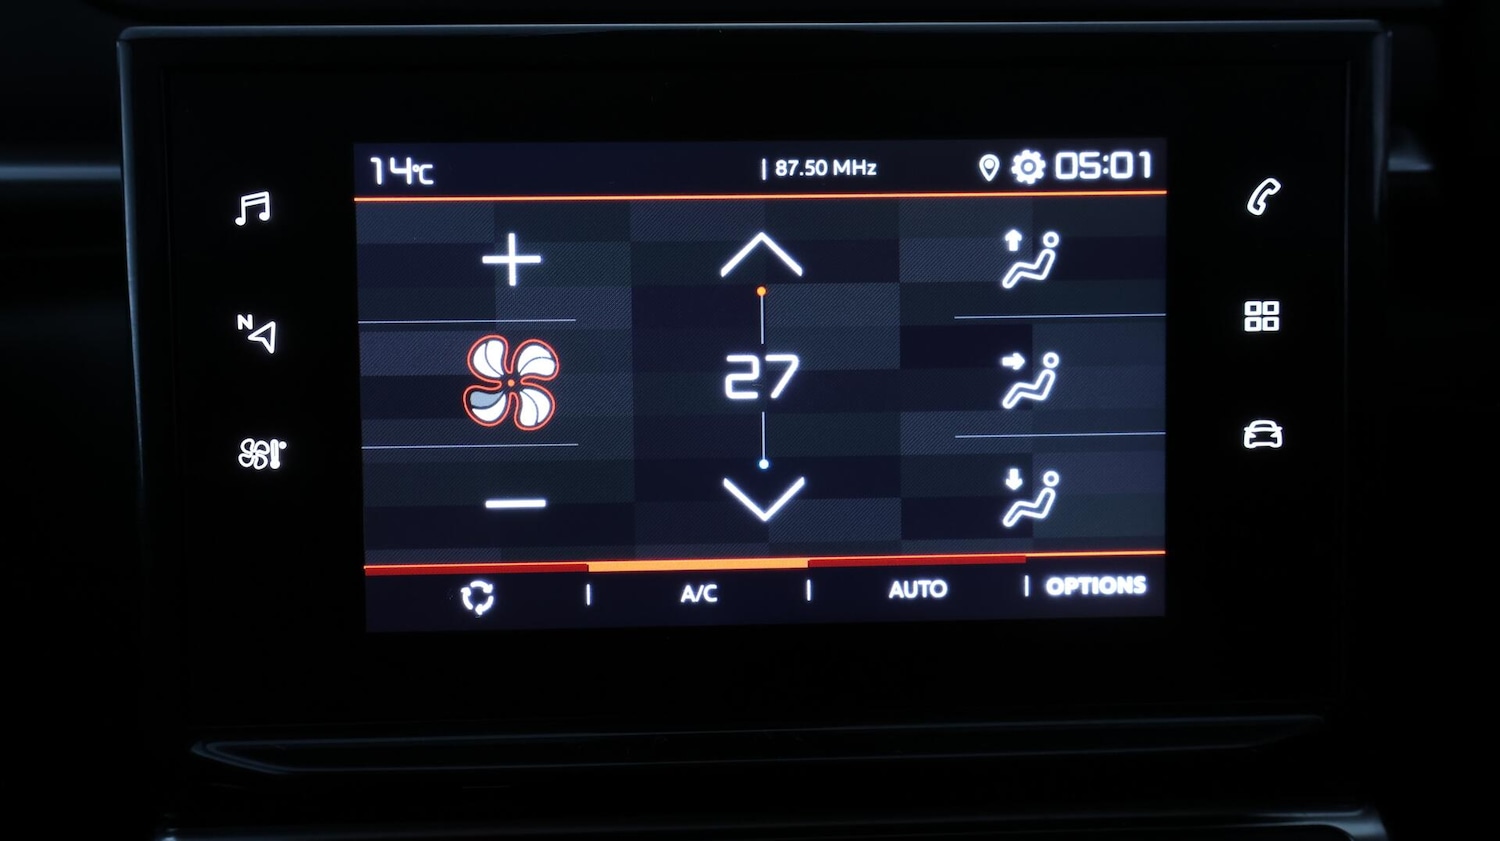 14°C
| 87.50 MHz
05:01
N
27
A/C
AUTO
OPTIONS